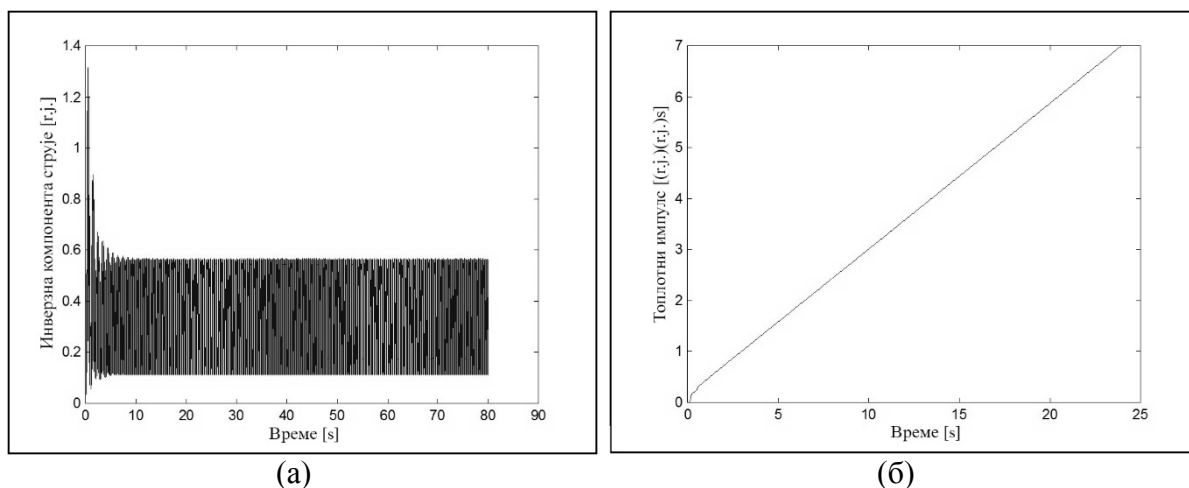 1.4
1.2
1
0.8
0.6
0.4
0.2
0
Инверзна компонента струје [r.j.]
0 10 20 30 40 50 60 70 80 90
Време [s]
(а)
7
6
5
4
3
2
1
0
Топлотни импулс [(r.j.)(r.j.)s]
0 5 10 15 20 25
Време [s]
(б)